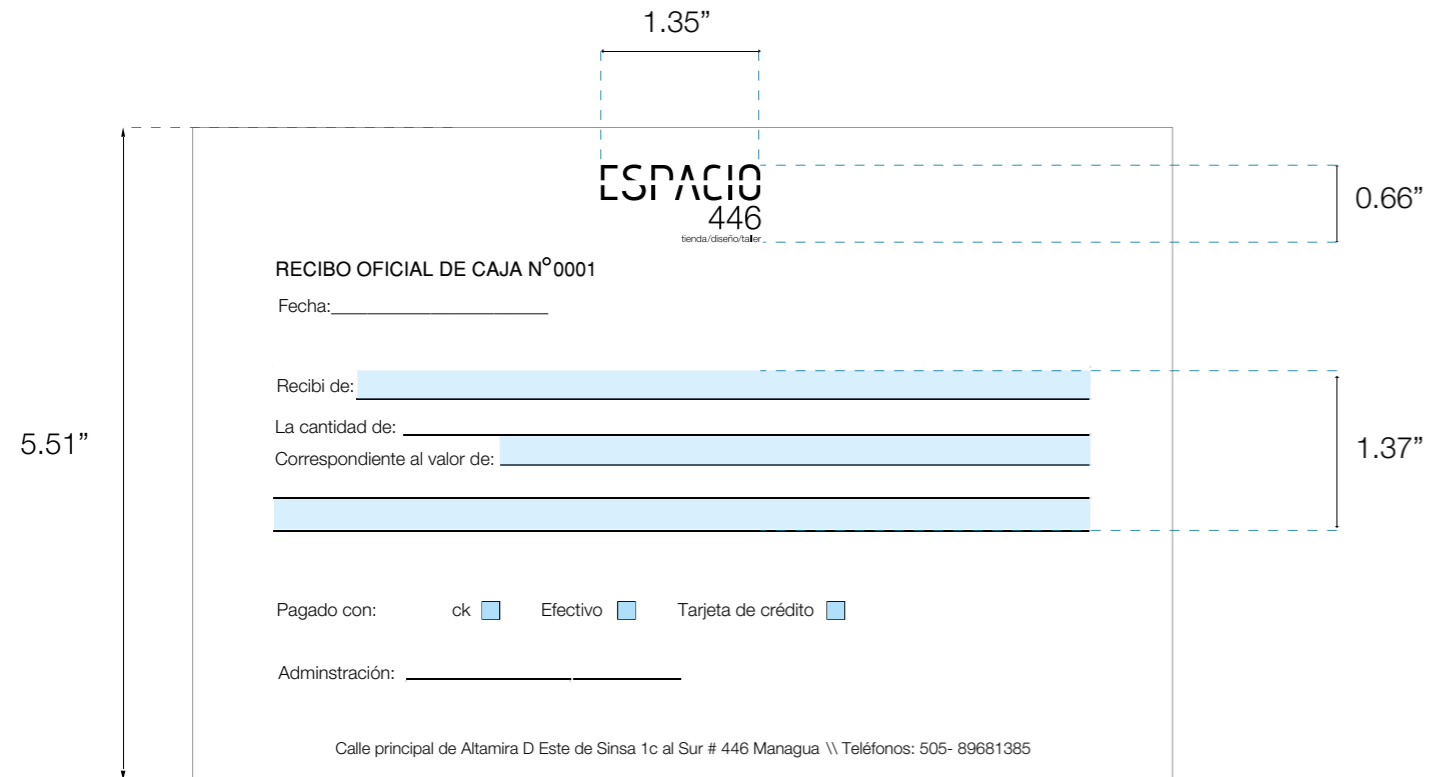 1.35”
ESPACIO
446
tienda/diseño/taller
0.66”
RECIBO OFICIAL DE CAJA Nº 0001
Fecha:
Recibi de:
La cantidad de:
5.51”
1.37”
Correspondiente al valor de:
Pagado con: ck Efectivo Tarjeta de crédito
Adminstración:
Calle principal de Altamira D Este de Sinsa 1c al Sur # 446 Managua \\ Teléfonos: 505- 89681385